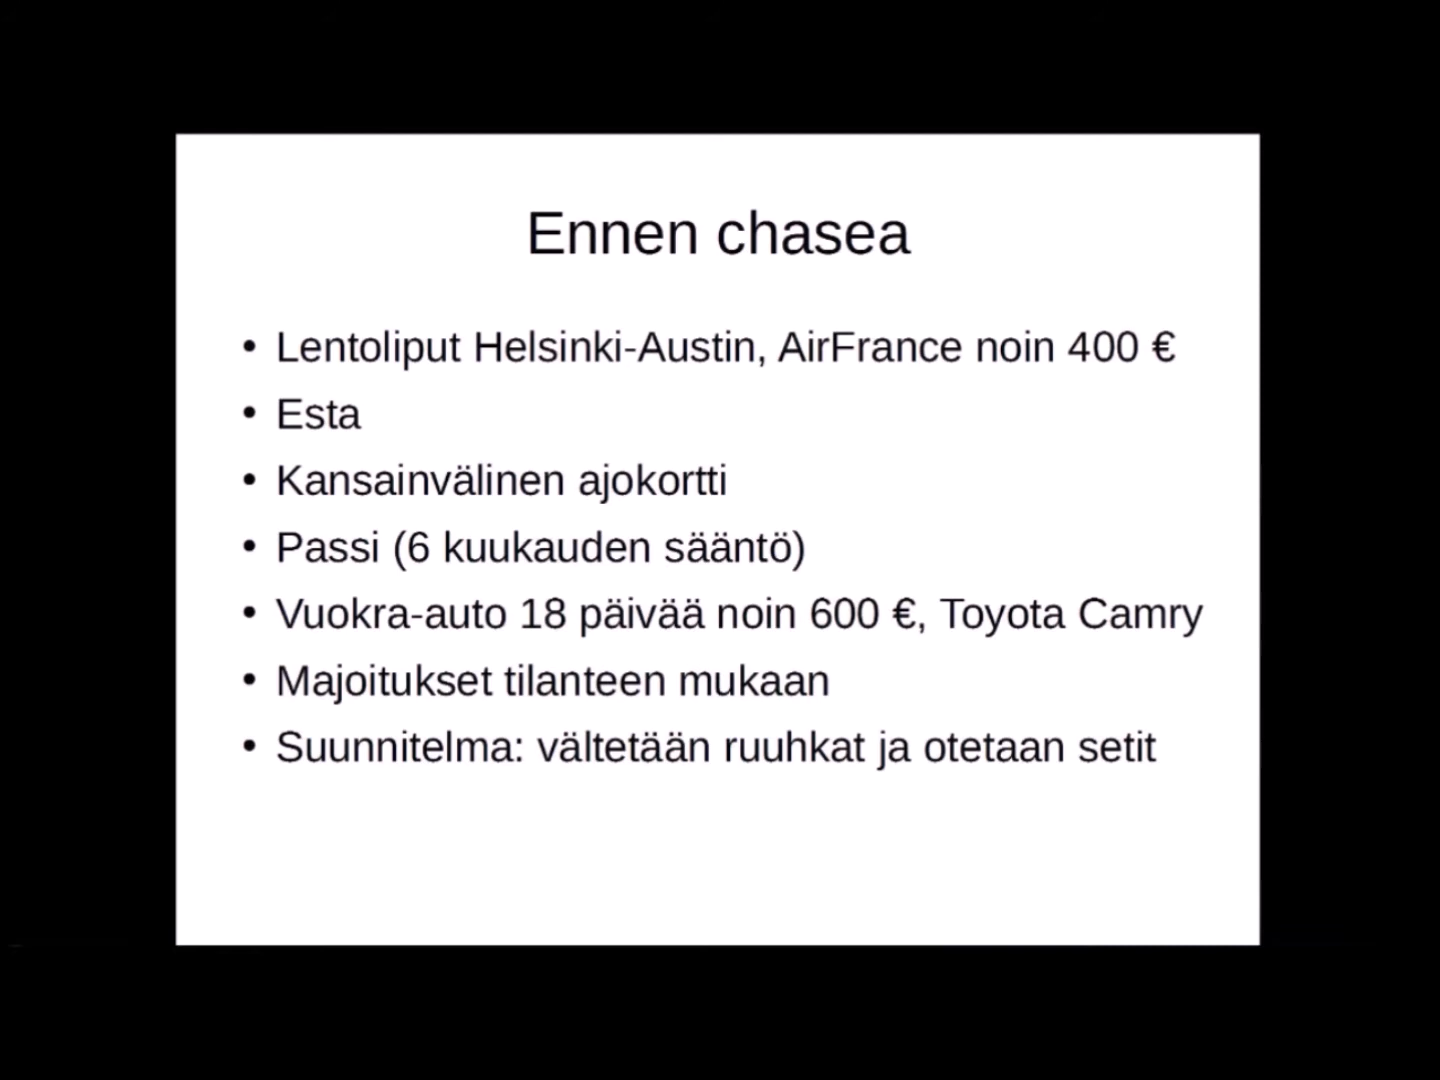 Ennen chasea
• Lentoliput Helsinki-Austin, AirFrance noin 400 €
• Esta
• Kansainvälinen ajokortti
• Passi (6 kuukauden sääntö)
• Vuokra-auto 18 päivää noin 600 €, Toyota Camry
• Majoitukset tilanteen mukaan
• Suunnitelma: vältetään ruuhkat ja otetaan setit